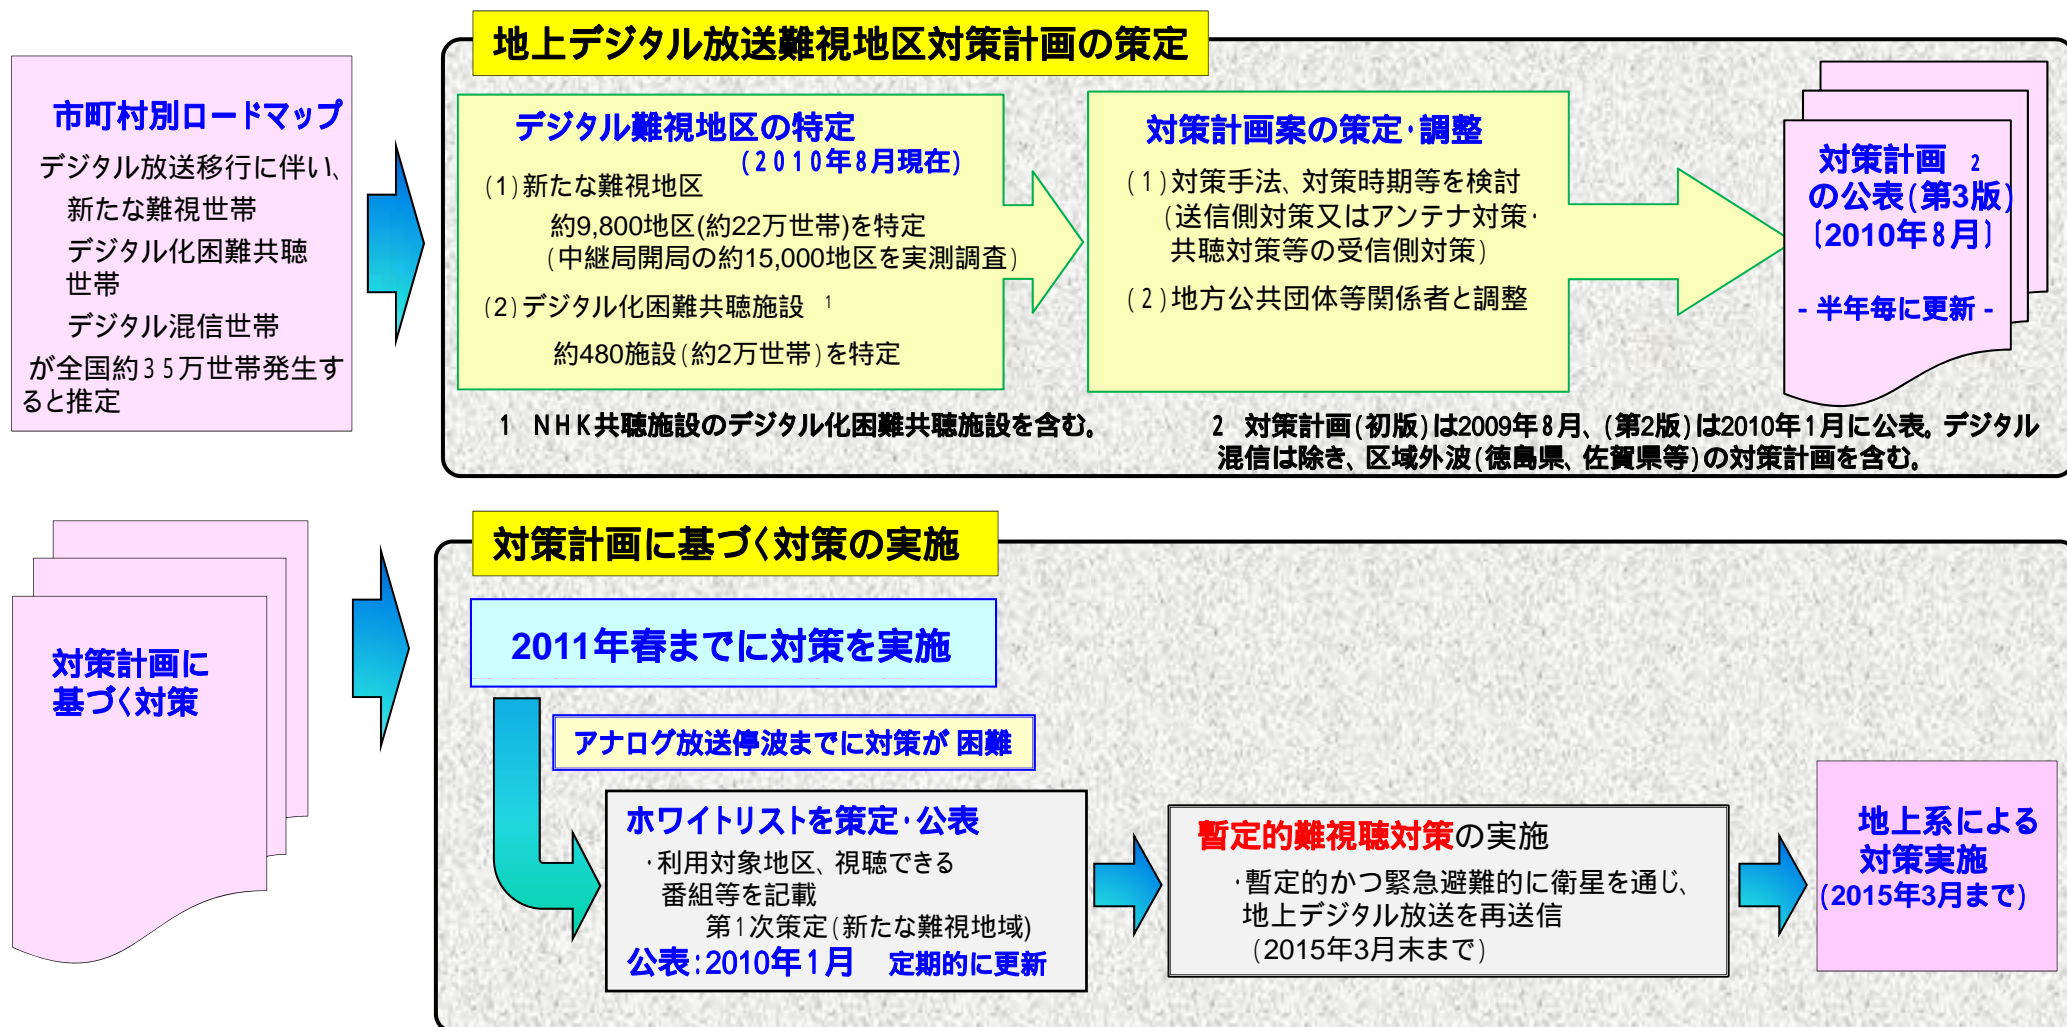 地上デジタル放送難視地区対策計画の策定
市町村別ロードマップ
デジタル放送移行に伴い、
新たな難視世帯
デジタル化困難共聴
世帯
デジタル混信世帯
が全国約35万世帯発生す
ると推定
デジタル難視地区の特定
(2010年8月現在)
(1)新たな難視地区
約9,800地区(約22万世帯)を特定
(中継局開局の約15,000地区を実測調査)
(2)デジタル化困難共聴施設 1
約480施設(約2万世帯)を特定
対策計画案の策定・調整
(1)対策手法、対策時期等を検討
(送信側対策又はアンテナ対策・
共聴対策等の受信側対策)
(2)地方公共団体等関係者と調整
対策計画 2
の公表(第3版)
〔2010年8月〕
- 半年毎に更新 -
1 NHK共聴施設のデジタル化困難共聴施設を含む。
2 対策計画(初版)は2009年8月、(第2版)は2010年1月に公表。デジタル
混信は除き、区域外波(徳島県、佐賀県等)の対策計画を含む。
対策計画に基づく対策の実施
対策計画に
基づく対策
2011年春までに対策を実施
アナログ放送停波までに対策が 困難
ホワイトリストを策定・公表
・利用対象地区、視聴できる
番組等を記載
第1次策定(新たな難視地域)
公表:2010年1月 定期的に更新
暫定的難視聴対策の実施
・暫定的かつ緊急避難的に衛星を通じ、
地上デジタル放送を再送信
(2015年3月末まで)
地上系による
対策実施
(2015年3月まで)